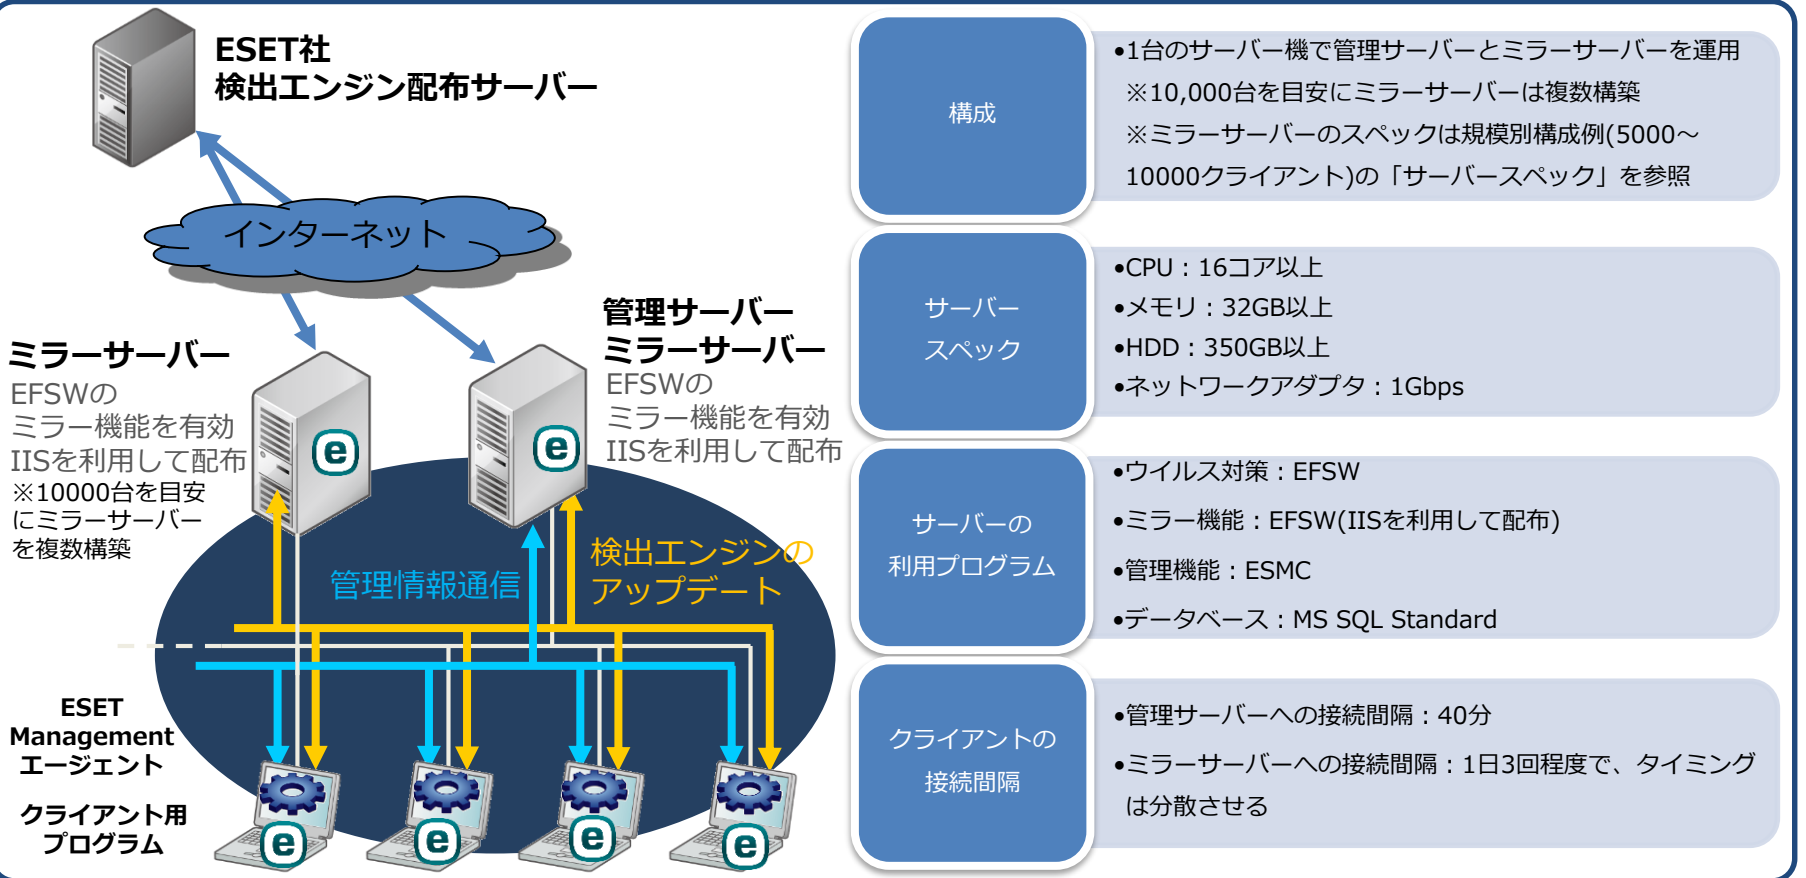 ESET社
検出エンジン配布サーバー
インターネット
ミラーサーバー
EFSWの
ミラー機能を有効
IISを利用して配布
※10000台を目安
にミラーサーバー
を複数構築
管理サーバー
ミラーサーバー
EFSWの
ミラー機能を有効
IISを利用して配布
e
e
管理情報通信
検出エンジンの
アップデート
ESET
Management
エージェント
クライアント用
プログラム
e
e
e
e
構成
•1台のサーバー機で管理サーバーとミラーサーバーを運用
※10,000台を目安にミラーサーバーは複数構築
※ミラーサーバーのスペックは規模別構成例(5000～
10000クライアント)の「サーバースペック」を参照
サーバー
スペック
•CPU：16コア以上
•メモリ：32GB以上
•HDD：350GB以上
•ネットワークアダプタ：1Gbps
サーバーの
利用プログラム
•ウイルス対策：EFSW
•ミラー機能：EFSW(IISを利用して配布)
•管理機能：ESMC
•データベース：MS SQL Standard
クライアントの
接続間隔
•管理サーバーへの接続間隔：40分
•ミラーサーバーへの接続間隔：1日3回程度で、タイミング
は分散させる